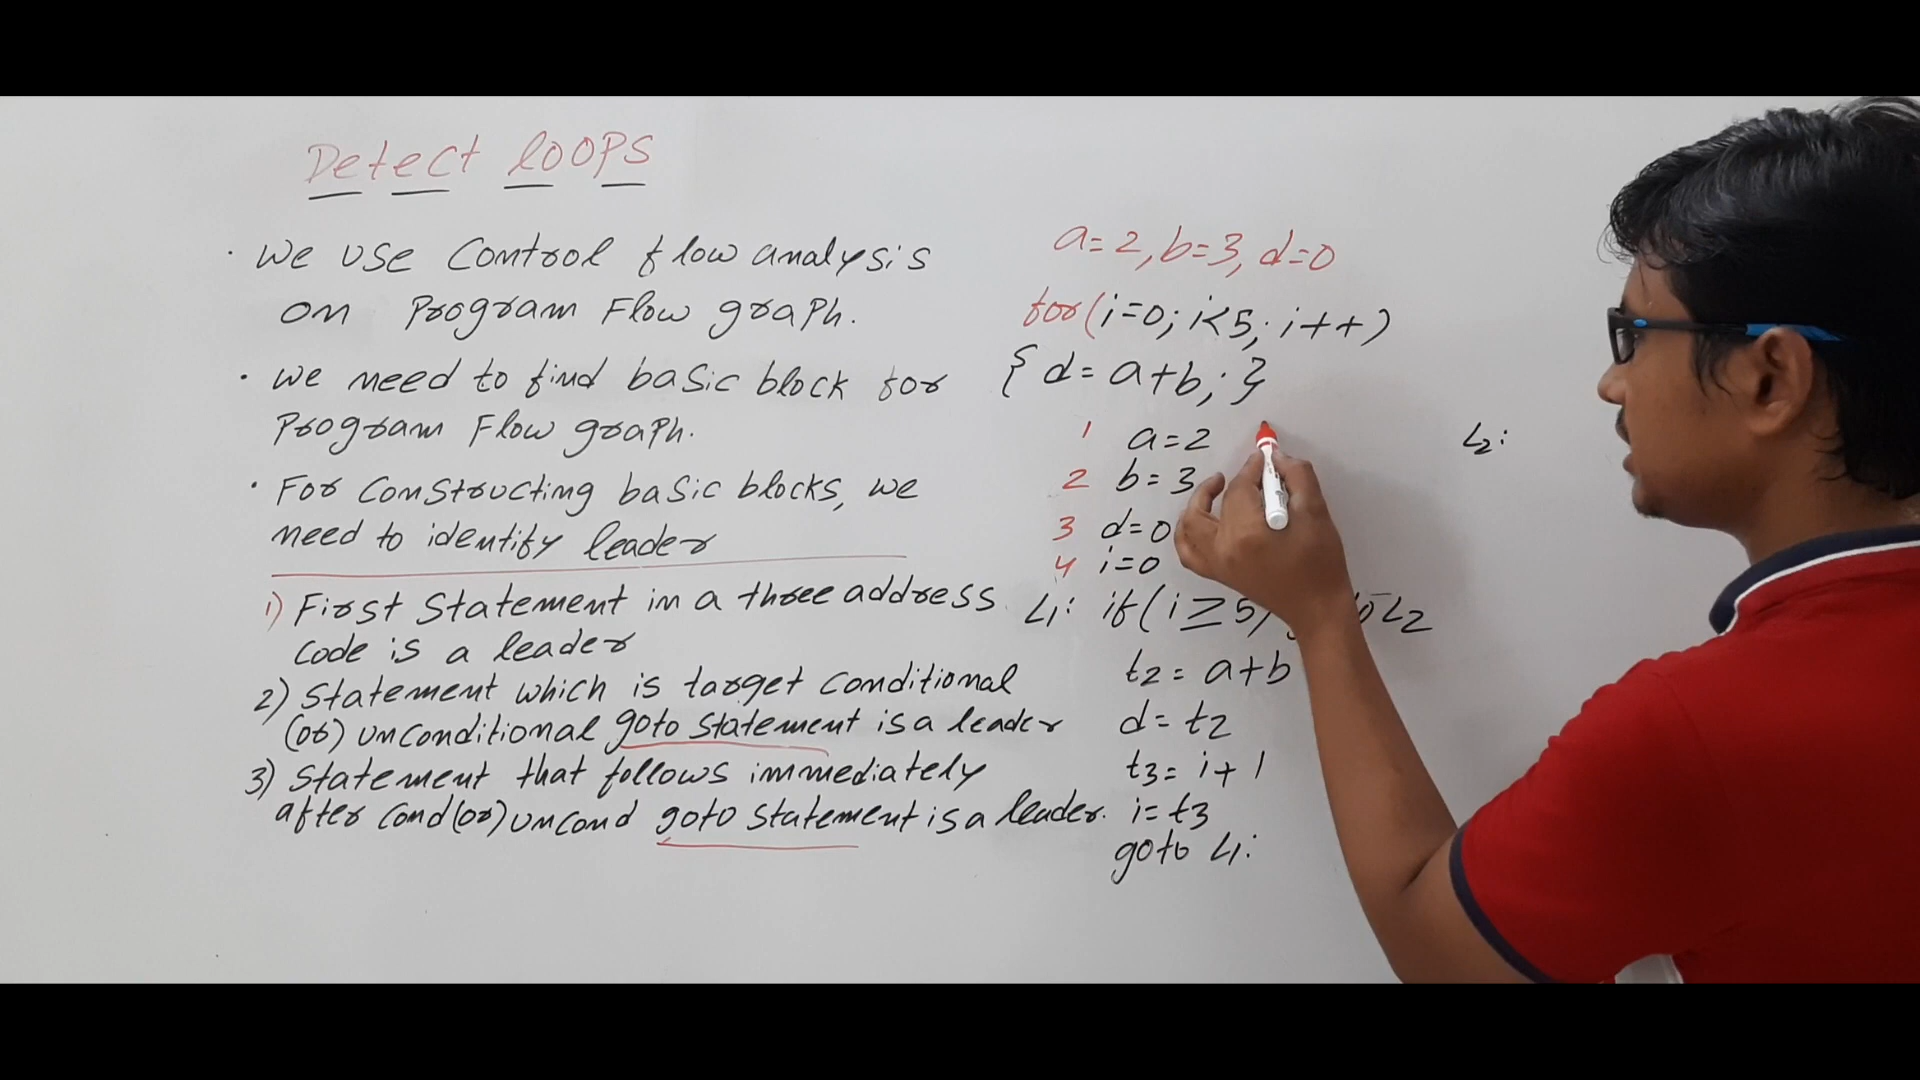 Detect loops
· we use control flow analysis
on Program Flow graph.
· we need to find basic block for
Program Flow graph.
· For constructing basic blocks, we
need to identify leader
1) First statement in a three address
code is a leader
2) statement which is target conditional
(or) unconditional goto statement is a leader
3) statement that follows immediately
after cond (or) uncond goto statement is a leader.
a=2, b=3, d=0
for(i=0; i<5; i++)
{ d= a+b; }
1 a=2
2 b=3
3 d=0
4 i=0
L1: if(i≥5) L2
t2= a+b
d= t2
t3= i+1
i= t3
goto L1:
L2: